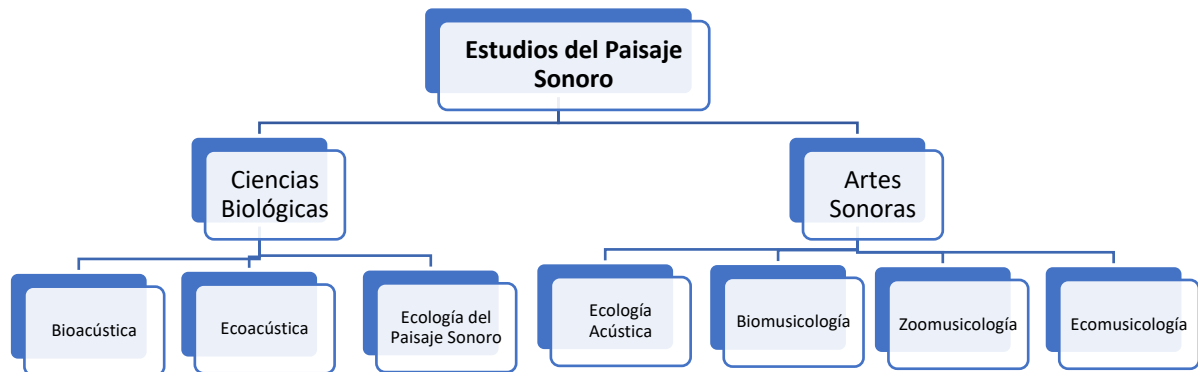 Estudios del Paisaje
Sonoro
Ciencias
Biológicas
Artes
Sonoras
Bioacústica
Ecoacústica
Ecología del
Paisaje Sonoro
Ecología
Acústica
Biomusicología
Zoomusicología
Ecomusicología